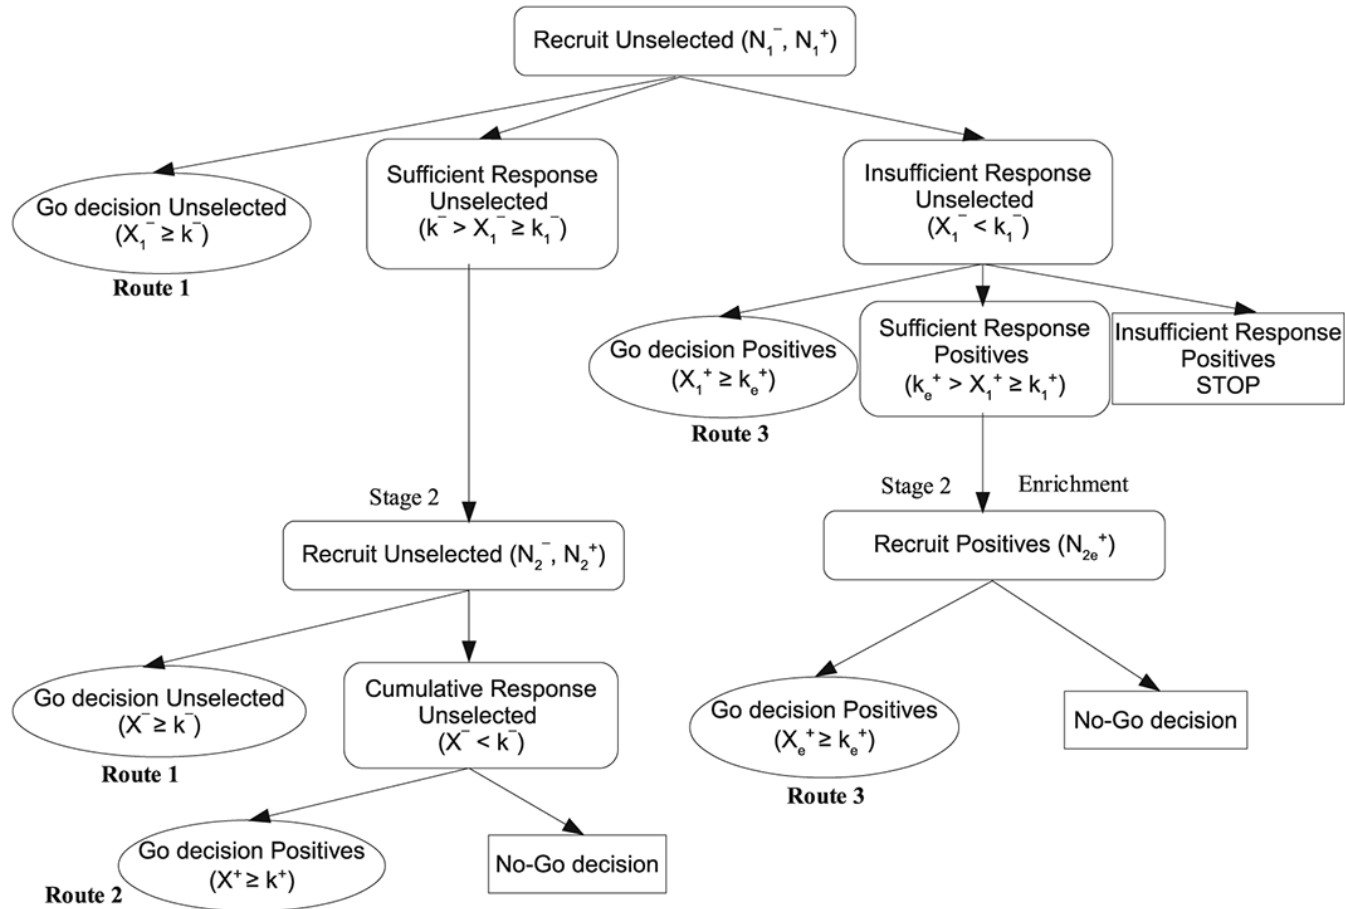 Recruit Unselected (N₁⁻, N₁⁺)
Go decision Unselected
(X₁⁻ ≥ k⁻)
Route 1
Sufficient Response
Unselected
(k⁻ > X₁⁻ ≥ k₁⁻)
Insufficient Response
Unselected
(X₁⁻ < k₁⁻)
Go decision Positives
(X₁⁺ ≥ kₑ⁺)
Route 3
Sufficient Response
Positives
(kₑ⁺ > X₁⁺ ≥ k₁⁺)
Insufficient Response
Positives
STOP
Stage 2
Recruit Unselected (N₂⁻, N₂⁺)
Stage 2
Enrichment
Recruit Positives (N₂ₑ⁺)
Go decision Unselected
(X⁻ ≥ k⁻)
Route 1
Cumulative Response
Unselected
(X⁻ < k⁻)
Go decision Positives
(Xₑ⁺ ≥ kₑ⁺)
Route 3
No-Go decision
Go decision Positives
(X⁺ ≥ k⁺)
Route 2
No-Go decision